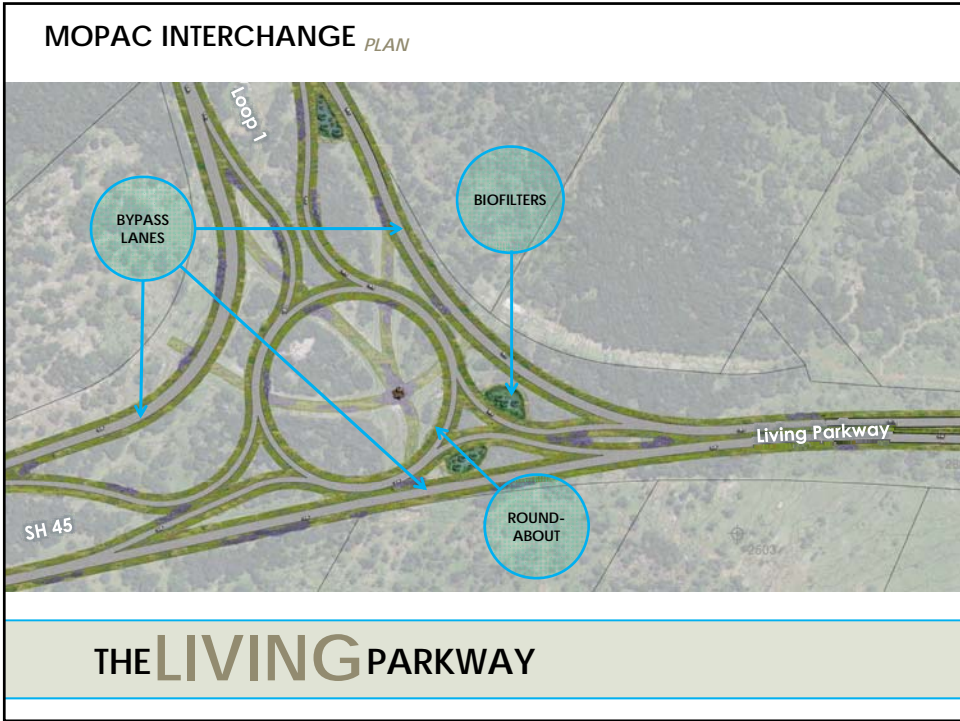 MOPAC INTERCHANGE PLAN
Loop 1
BYPASS
LANES
BIOFILTERS
Living Parkway
SH 45
ROUND-
ABOUT
THE LIVING PARKWAY